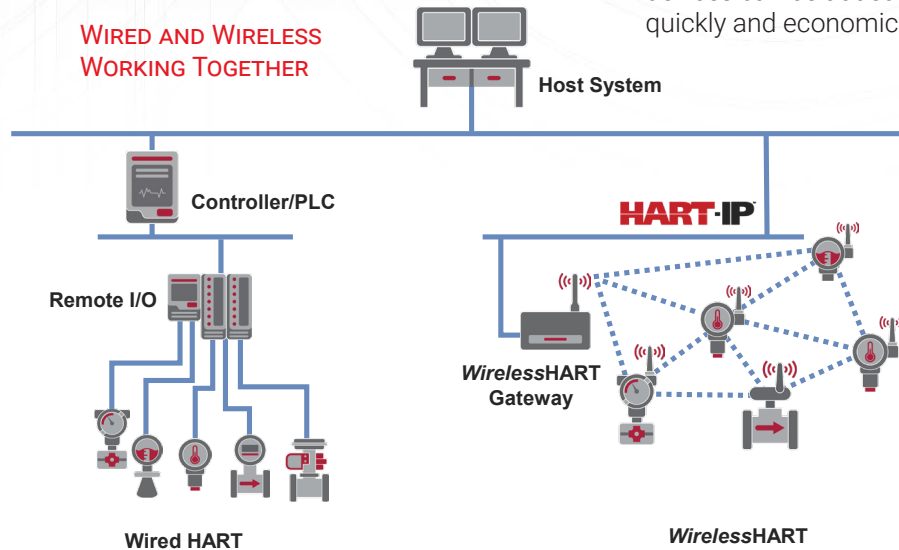 quickly and economic
WIRED AND WIRELESS
WORKING TOGETHER
Host System
Controller/PLC
HART-IP
Remote I/O
WirelessHART
Gateway
Wired HART
WirelessHART